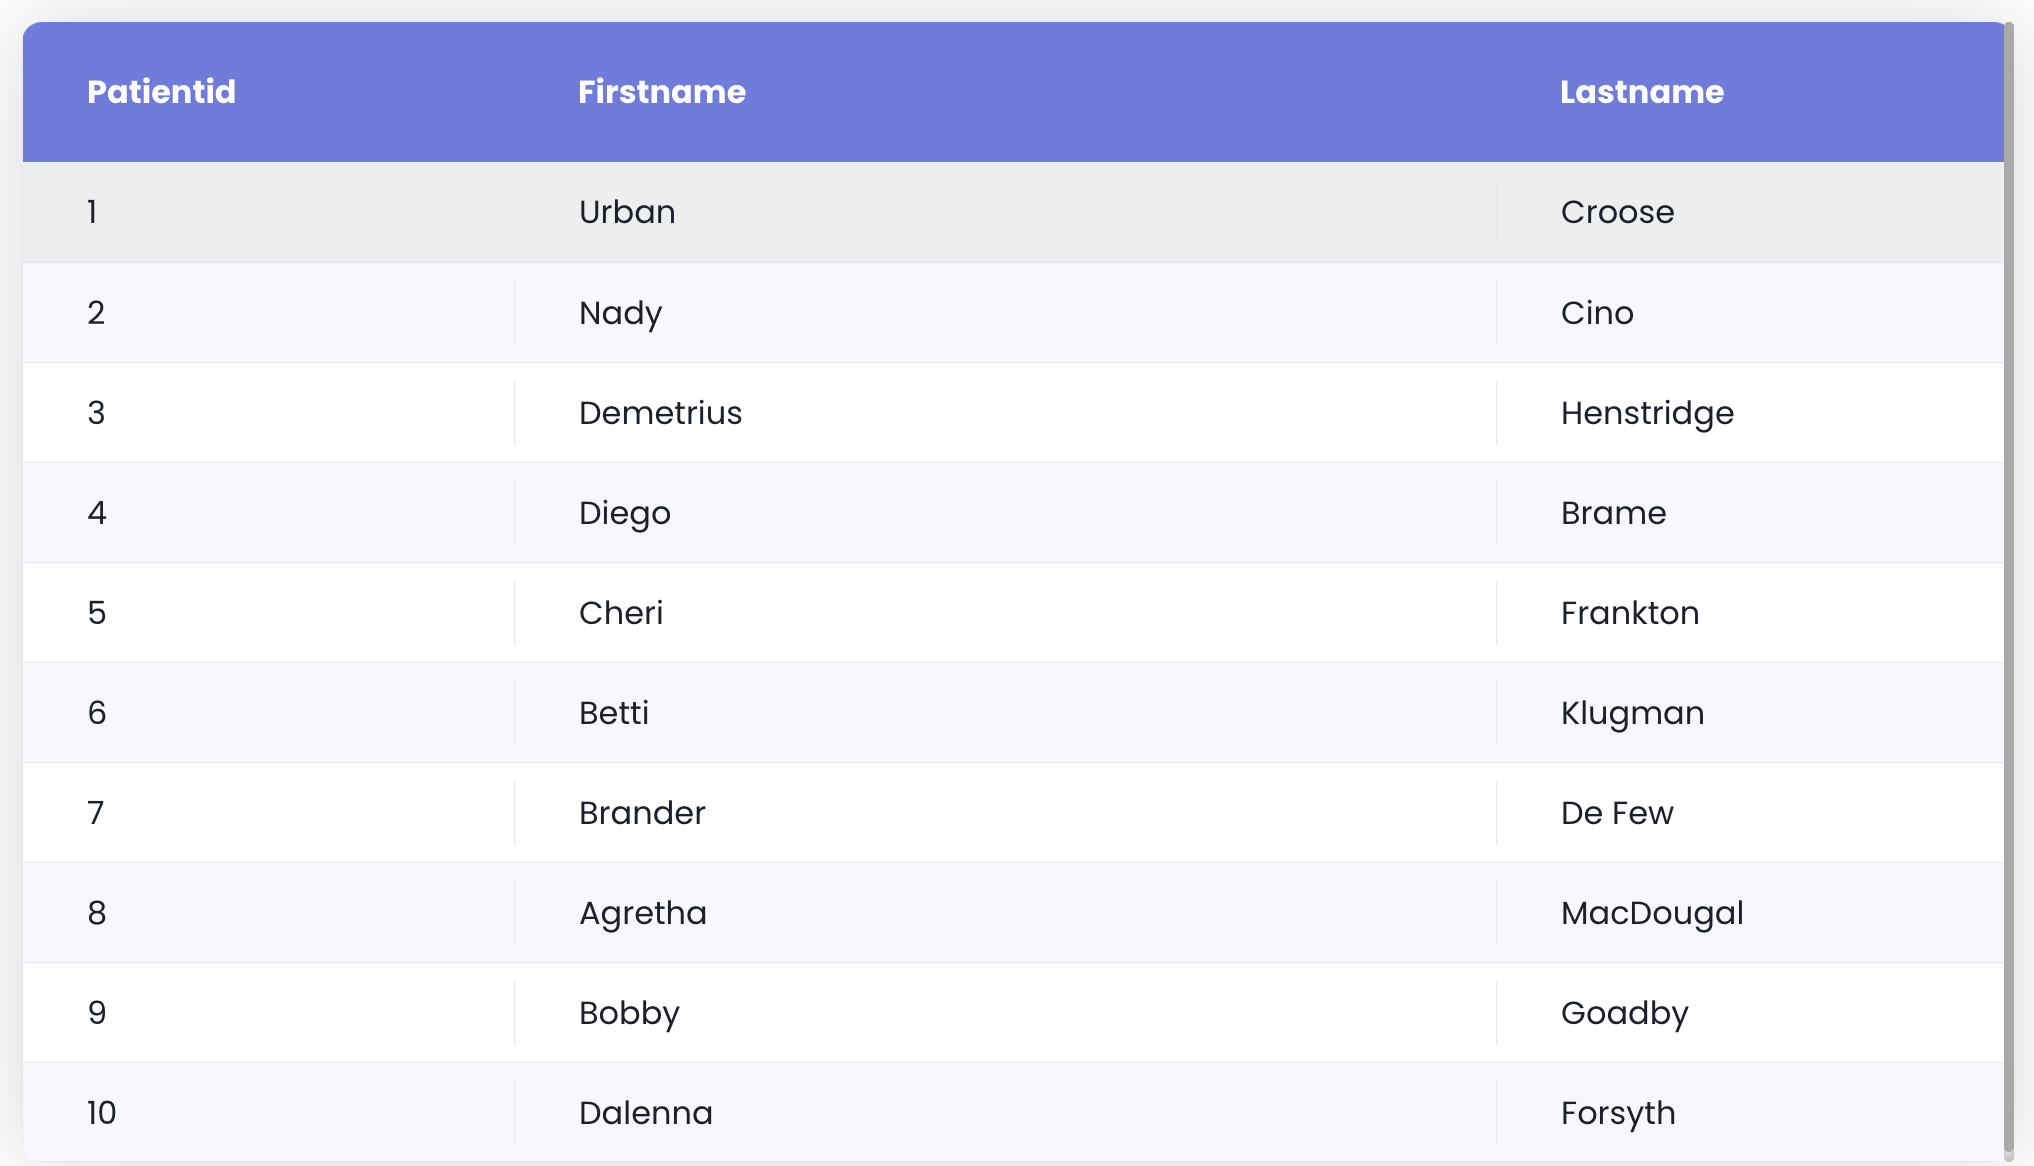 Patientid Firstname Lastname
1 Urban Croose
2 Nady Cino
3 Demetrius Henstridge
4 Diego Brame
5 Cheri Frankton
6 Betti Klugman
7 Brander De Few
8 Agretha MacDougal
9 Bobby Goadby
10 Dalenna Forsyth